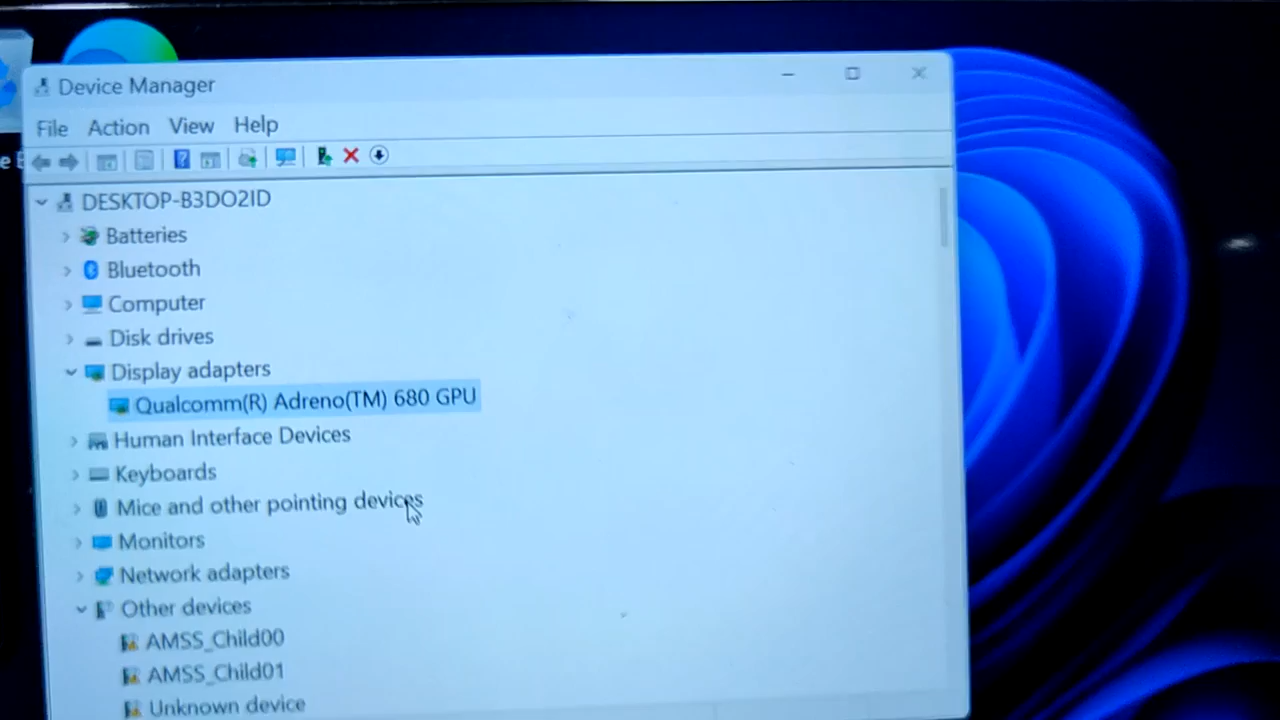 Device Manager
File Action View Help
DESKTOP-B3DO2ID
Batteries
Bluetooth
Computer
Disk drives
Display adapters
Qualcomm(R) Adreno(TM) 680 GPU
Human Interface Devices
Keyboards
Mice and other pointing devices
Monitors
Network adapters
Other devices
AMSS_Child00
AMSS_Child01
Unknown device